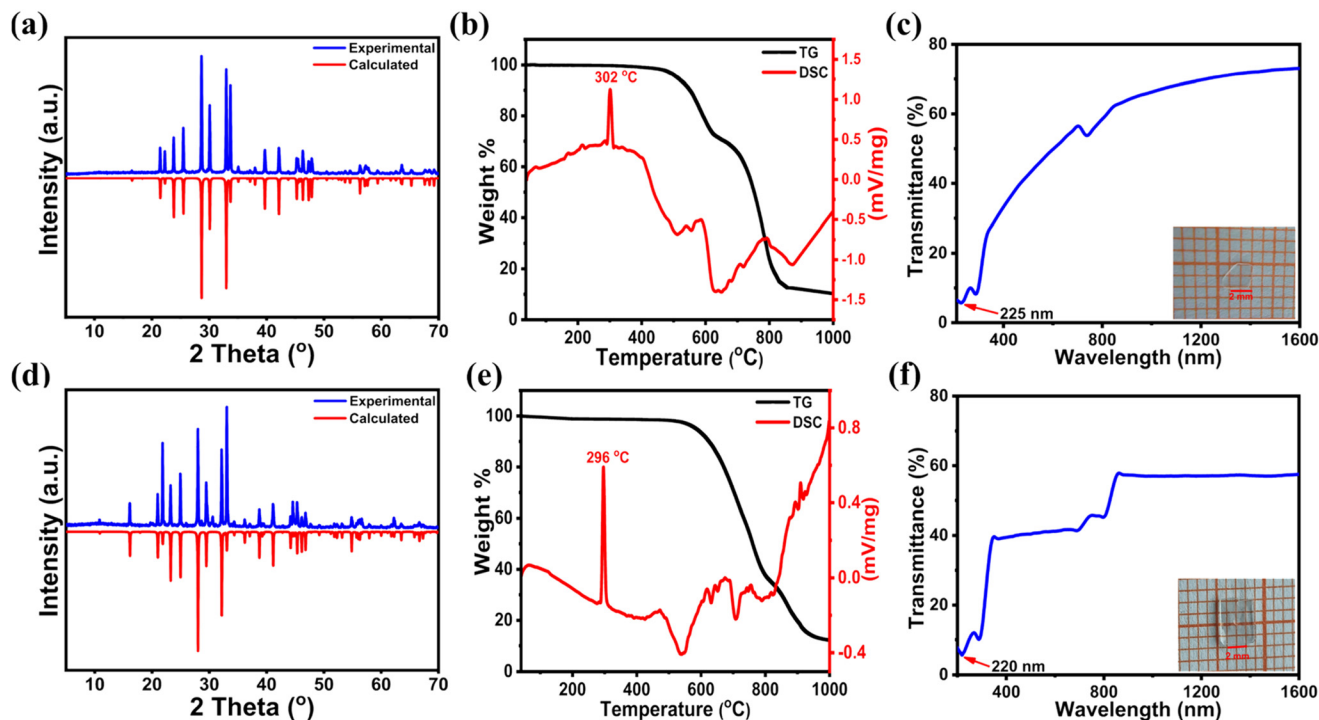 (a)
Experimental
Calculated
Intensity (a.u.)
10 20 30 40 50 60 70
2 Theta (º)
(b)
TG
DSC
302 ºC
Weight %
100
80
60
40
20
0
1.5
1.0
0.5
0.0
-0.5
-1.0
-1.5
(mV/mg)
0 200 400 600 800 1000
Temperature (ºC)
(c)
Transmittance (%)
80
60
40
20
0
225 nm
2 mm
400 800 1200 1600
Wavelength (nm)
(d)
Experimental
Calculated
Intensity (a.u.)
10 20 30 40 50 60 70
2 Theta (º)
(e)
TG
DSC
296 ºC
Weight %
100
80
60
40
20
0
0.8
0.4
0.0
-0.4
(mV/mg)
200 400 600 800 1000
Temperature (ºC)
(f)
Transmittance (%)
80
60
40
20
0
220 nm
2 mm
400 800 1200 1600
Wavelength (nm)